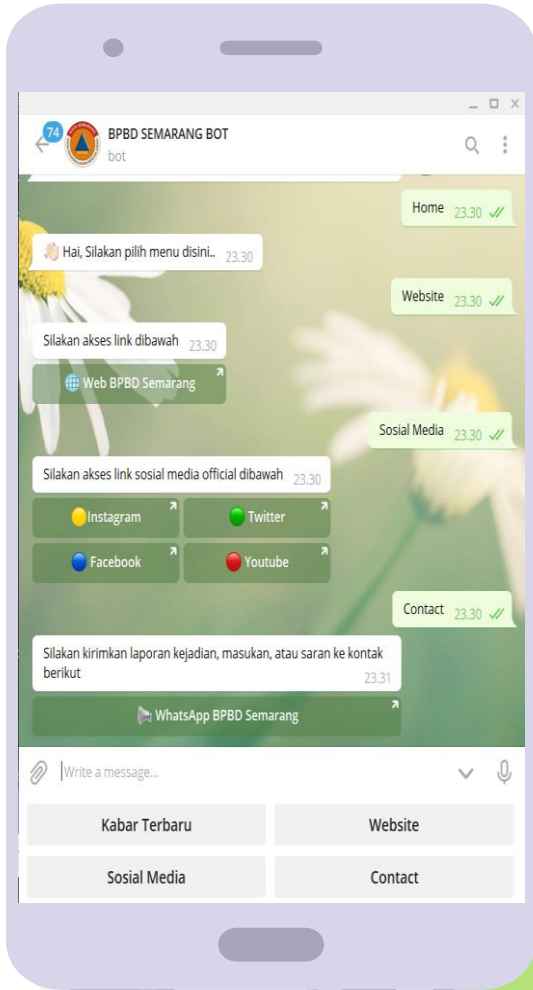 74
BPBD SEMARANG BOT
bot
Home 23.30
👋 Hai, Silakan pilih menu disini.. 23.30
Website 23.30
Silakan akses link dibawah 23.30
Web BPBD Semarang
Sosial Media 23.30
Silakan akses link sosial media official dibawah 23.30
Instagram
Twitter
Facebook
Youtube
Contact 23.30
Silakan kirimkan laporan kejadian, masukan, atau saran ke kontak
berikut 23.31
WhatsApp BPBD Semarang
Write a message...
Kabar Terbaru
Website
Sosial Media
Contact